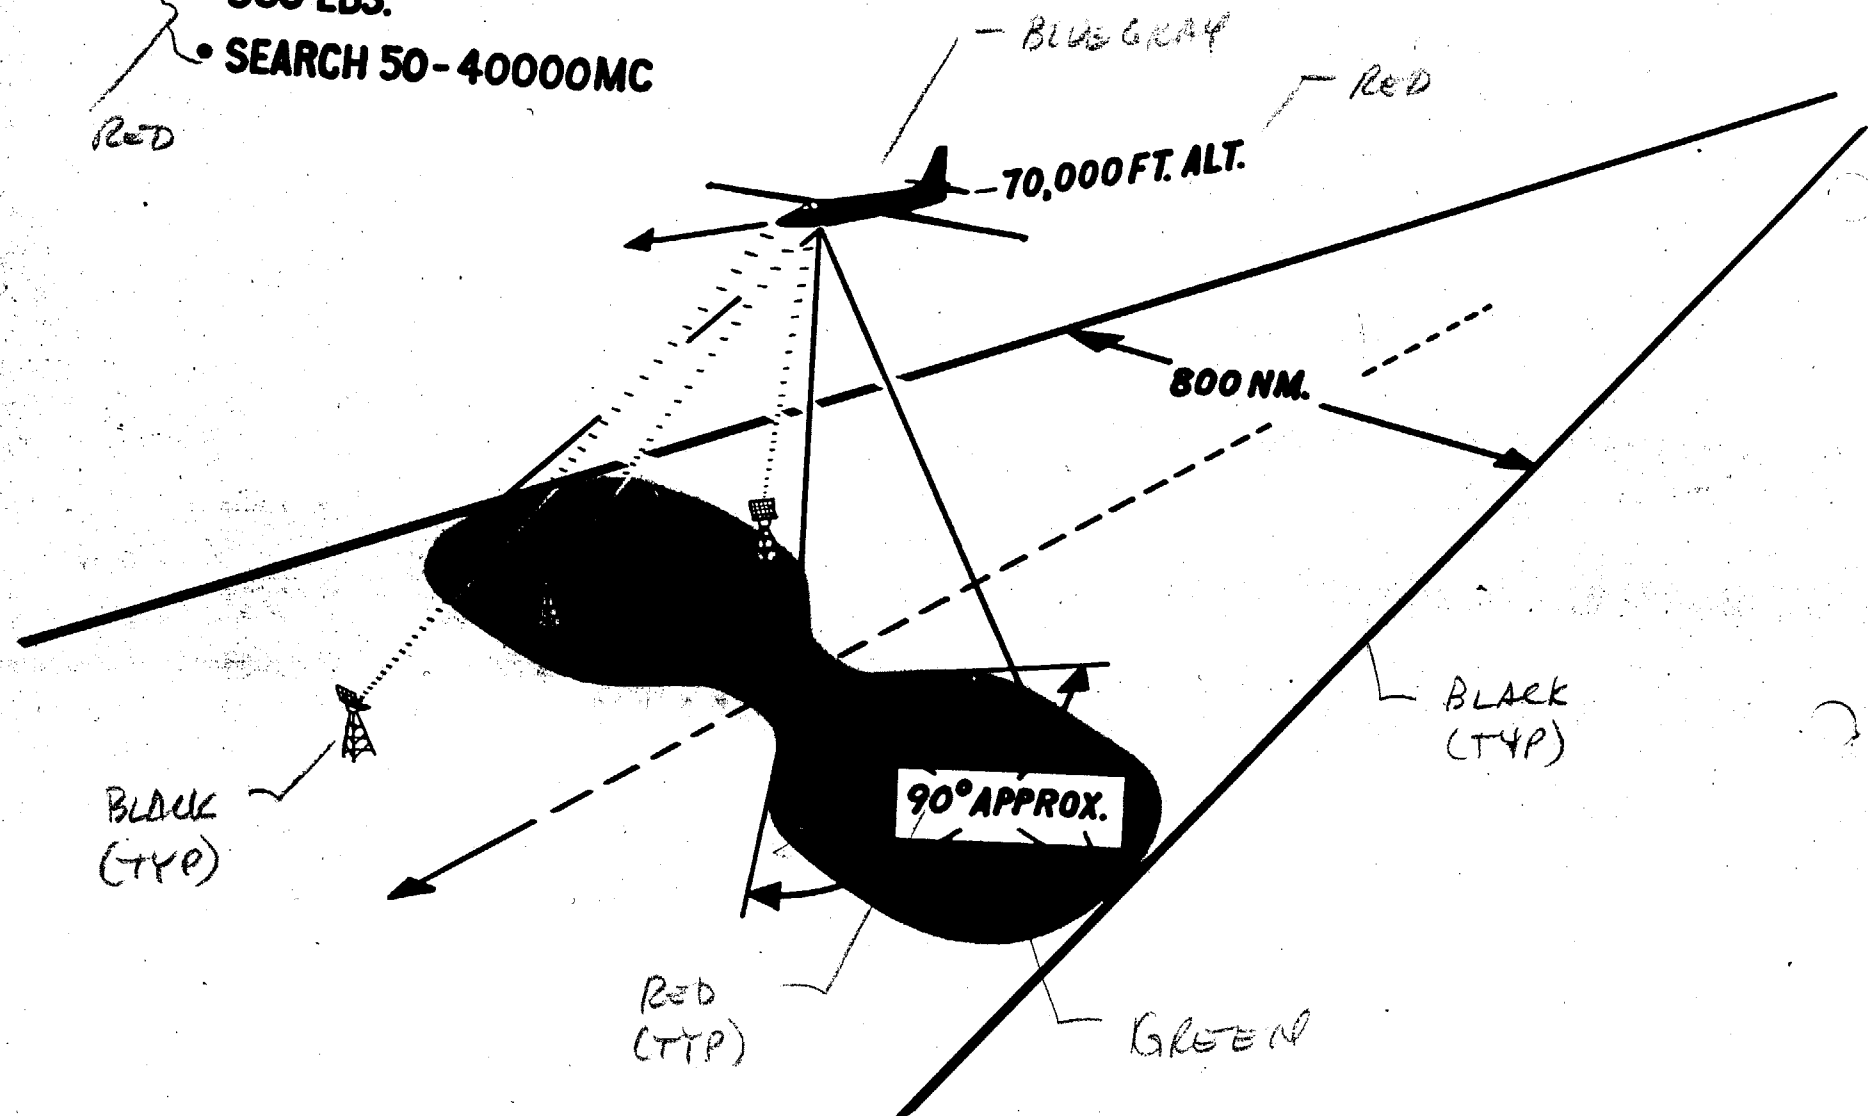 LBS.
• SEARCH 50-40000MC
RED
BLUE GRAY
RED
70,000 FT. ALT.
800 NM.
BLACK
(TYP)
90° APPROX.
BLACK
(TYP)
RED
(TYP)
GREEN